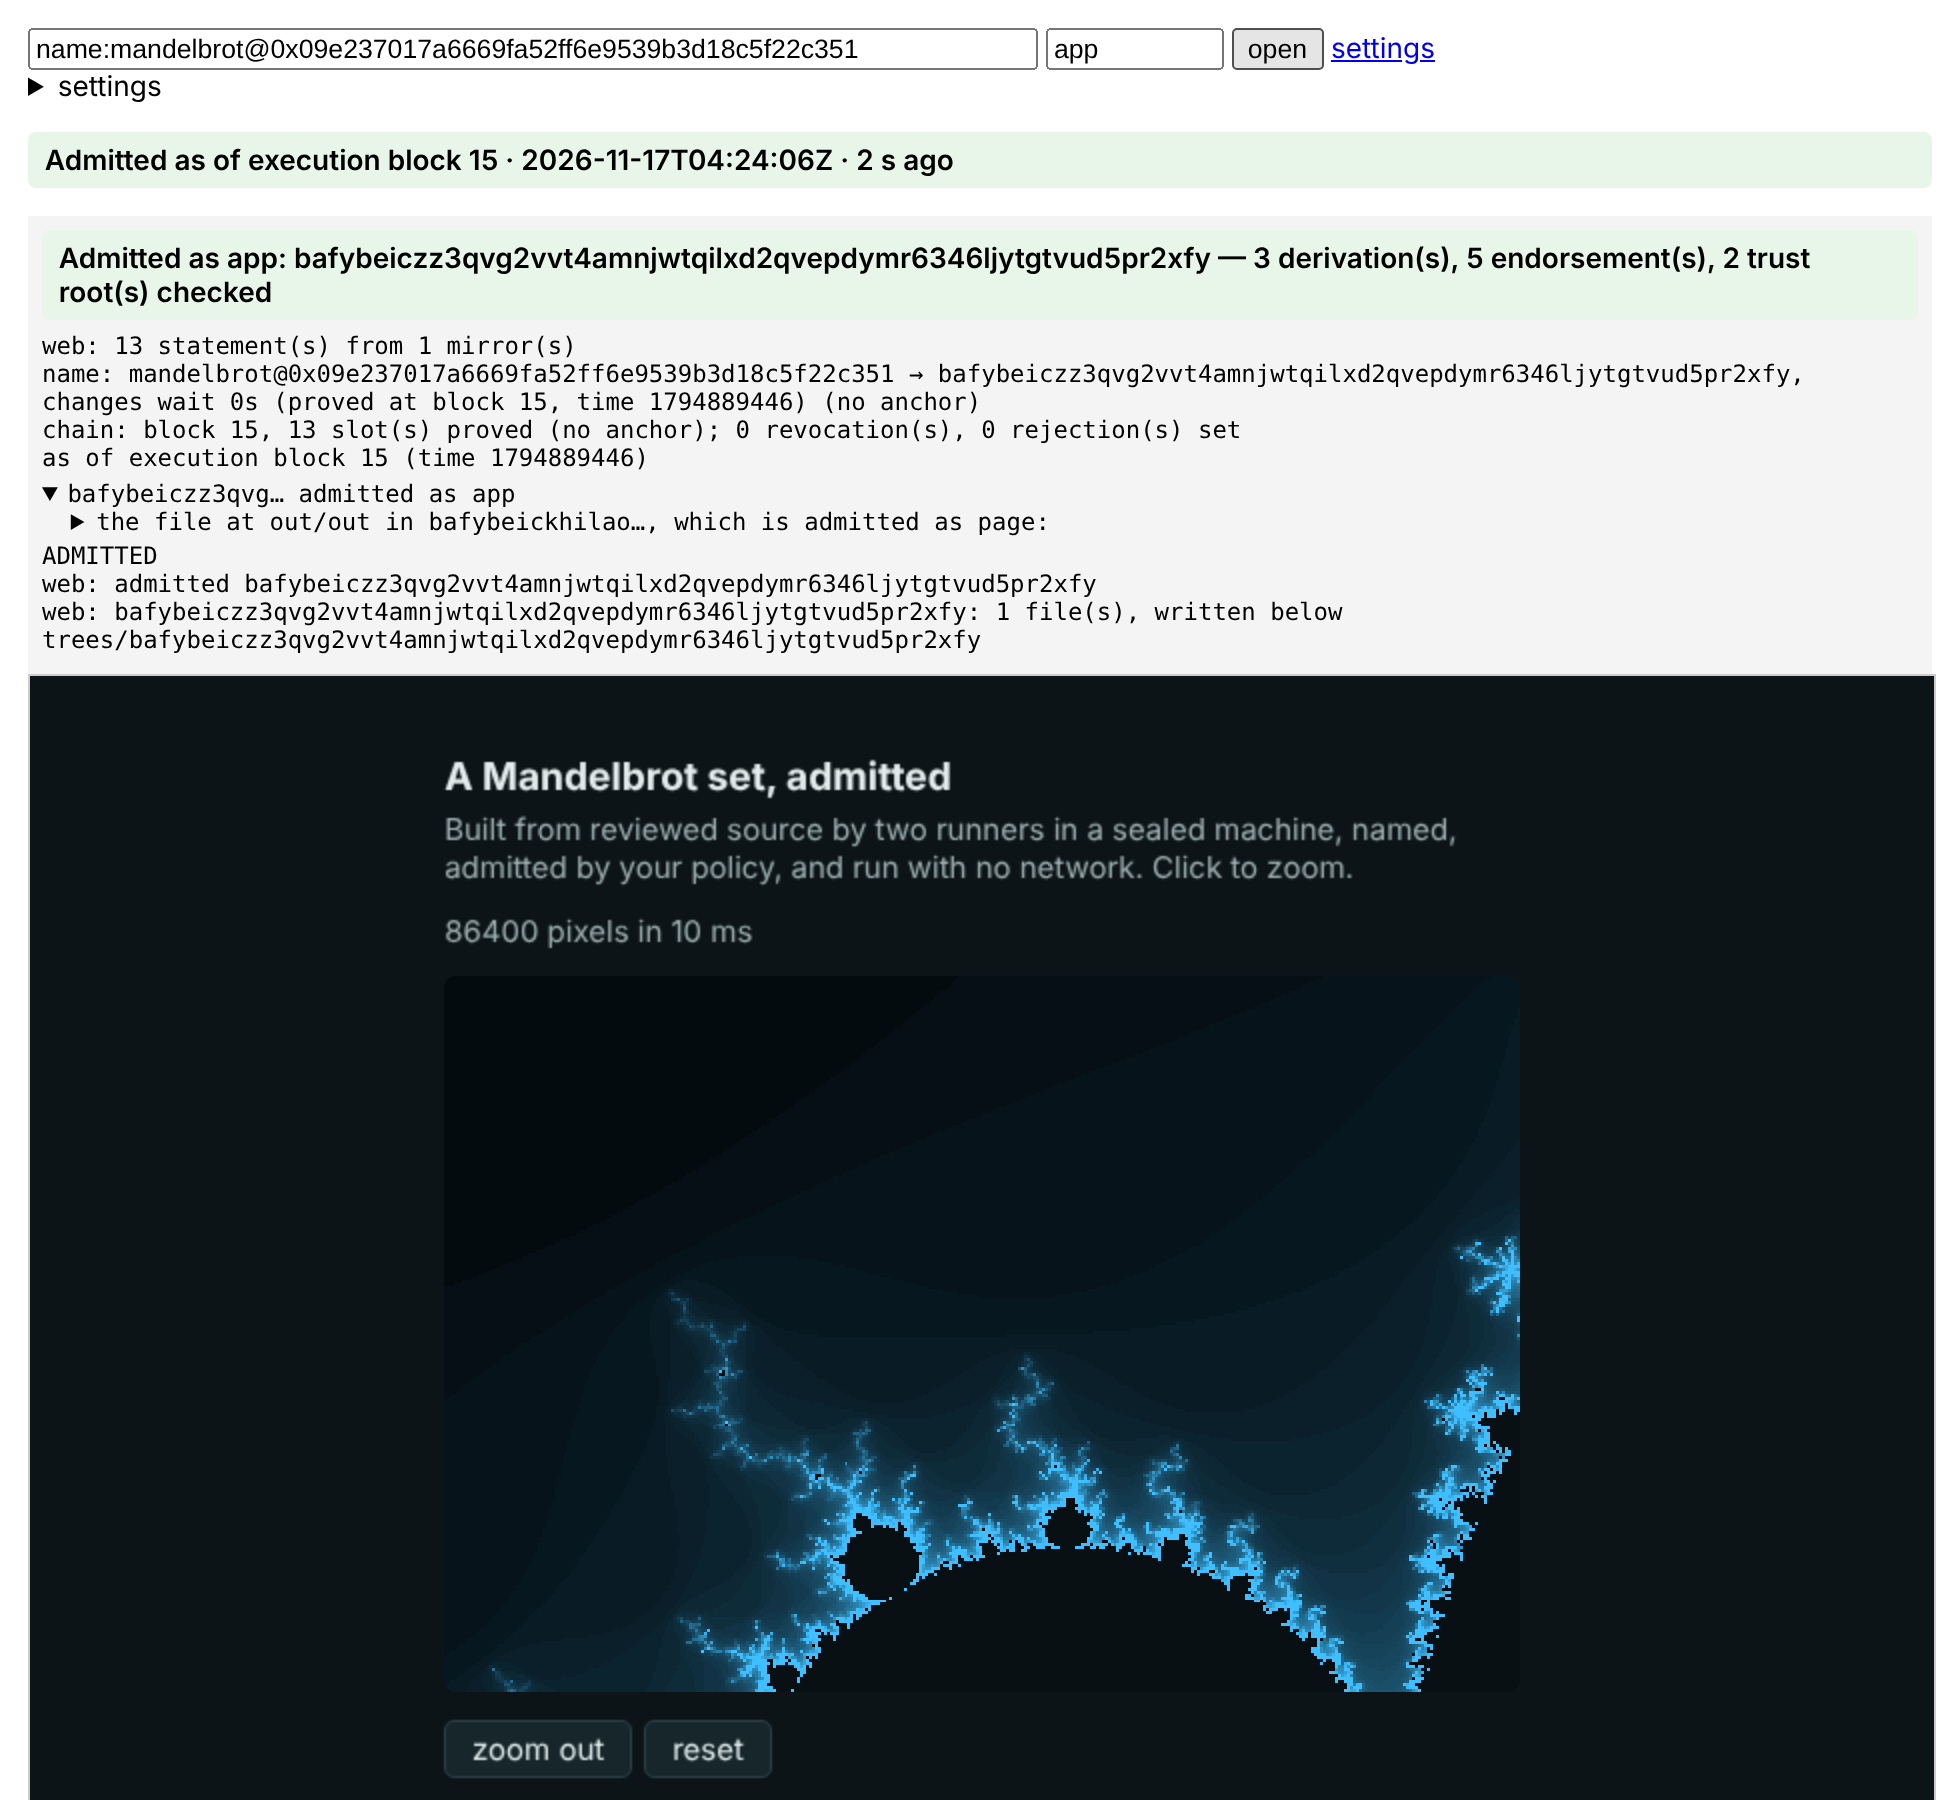 name:mandelbrot@0x09e237017a6669fa52ff6e9539b3d18c5f22c351 app open settings
▶ settings
Admitted as of execution block 15 · 2026-11-17T04:24:06Z · 2 s ago
Admitted as app: bafybeiczz3qvg2vvt4amnjwtqilxd2qvepdymr6346ljytgtvud5pr2xfy — 3 derivation(s), 5 endorsement(s), 2 trust
root(s) checked
web: 13 statement(s) from 1 mirror(s)
name: mandelbrot@0x09e237017a6669fa52ff6e9539b3d18c5f22c351 → bafybeiczz3qvg2vvt4amnjwtqilxd2qvepdymr6346ljytgtvud5pr2xfy,
changes wait 0s (proved at block 15, time 1794889446) (no anchor)
chain: block 15, 13 slot(s) proved (no anchor); 0 revocation(s), 0 rejection(s) set
as of execution block 15 (time 1794889446)
▼ bafybeiczz3qvg… admitted as app
▶ the file at out/out in bafybeickhilao…, which is admitted as page:
ADMITTED
web: admitted bafybeiczz3qvg2vvt4amnjwtqilxd2qvepdymr6346ljytgtvud5pr2xfy
web: bafybeiczz3qvg2vvt4amnjwtqilxd2qvepdymr6346ljytgtvud5pr2xfy: 1 file(s), written below
trees/bafybeiczz3qvg2vvt4amnjwtqilxd2qvepdymr6346ljytgtvud5pr2xfy
A Mandelbrot set, admitted
Built from reviewed source by two runners in a sealed machine, named,
admitted by your policy, and run with no network. Click to zoom.
86400 pixels in 10 ms
zoom out reset